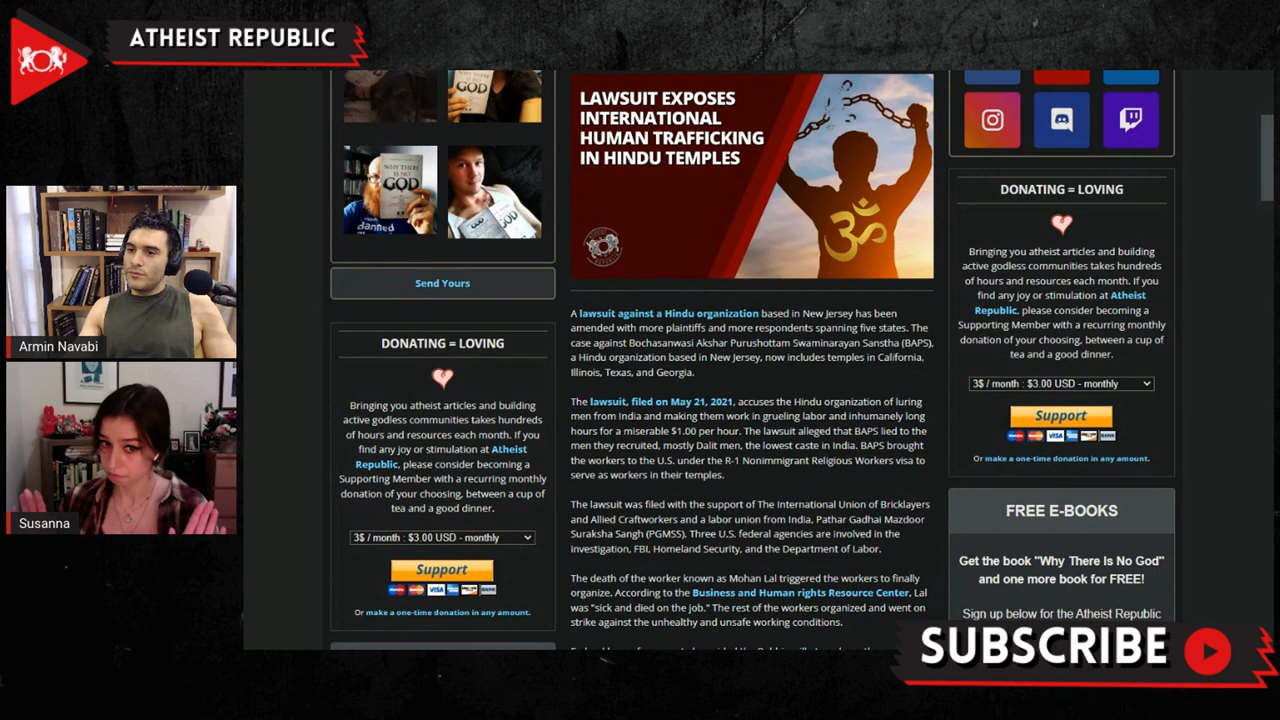 ATHEIST REPUBLIC
Armin Navabi
Susanna
GOD
WHY THERE
IS NO
GOD
Banned
GOD
GOD
Send Yours
DONATING = LOVING
Bringing you atheist articles and building
active godless communities takes hundreds
of hours and resources each month. If you
find any joy or stimulation at Atheist
Republic, please consider becoming a
Supporting Member with a recurring monthly
donation of your choosing, between a cup of
tea and a good dinner.
3$ / month : $3.00 USD - monthly
Support
VISA
BANK
Or make a one-time donation in any amount.
LAWSUIT EXPOSES
INTERNATIONAL
HUMAN TRAFFICKING
IN HINDU TEMPLES
ॐ
A lawsuit against a Hindu organization based in New Jersey has been
amended with more plaintiffs and more respondents spanning five states. The
case against Bochasanwasi Akshar Purushottam Swaminarayan Sanstha (BAPS),
a Hindu organization based in New Jersey, now includes temples in California,
Illinois, Texas, and Georgia.
The lawsuit, filed on May 21, 2021, accuses the Hindu organization of luring
men from India and making them work in grueling labor and inhumanely long
hours for a miserable $1.00 per hour. The lawsuit alleged that BAPS lied to the
men they recruited, mostly Dalit men, the lowest caste in India. BAPS brought
the workers to the U.S. under the R-1 Nonimmigrant Religious Workers visa to
serve as workers in their temples.
The lawsuit was filed with the support of The International Union of Bricklayers
and Allied Craftworkers and a labor union from India, Pathar Gadhai Mazdoor
Suraksha Sangh (PGMSS). Three U.S. federal agencies are involved in the
investigation, FBI, Homeland Security, and the Department of Labor.
The death of the worker known as Mohan Lal triggered the workers to finally
organize. According to the Business and Human rights Resource Center, Lal
was "sick and died on the job." The rest of the workers organized and went on
strike against the unhealthy and unsafe working conditions.
DONATING = LOVING
Bringing you atheist articles and building
active godless communities takes hundreds
of hours and resources each month. If you
find any joy or stimulation at Atheist
Republic, please consider becoming a
Supporting Member with a recurring monthly
donation of your choosing, between a cup of
tea and a good dinner.
3$ / month : $3.00 USD - monthly
Support
VISA
BANK
Or make a one-time donation in any amount.
FREE E-BOOKS
Get the book "Why There Is No God"
and one more book for FREE!
Sign up below for the Atheist Republic
SUBSCRIBE